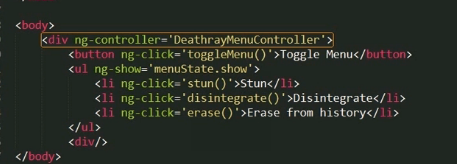 <body>
<div ng-controller='DeathrayMenuController'>
<button ng-click='toggleMenu()'>Toggle Menu</button>
<ul ng-show='menuState.show'>
<li ng-click='stun()'>Stun</li>
<li ng-click='disintegrate()'>Disintegrate</li>
<li ng-click='erase()'>Erase from history</li>
</ul>
<div/>
</body>